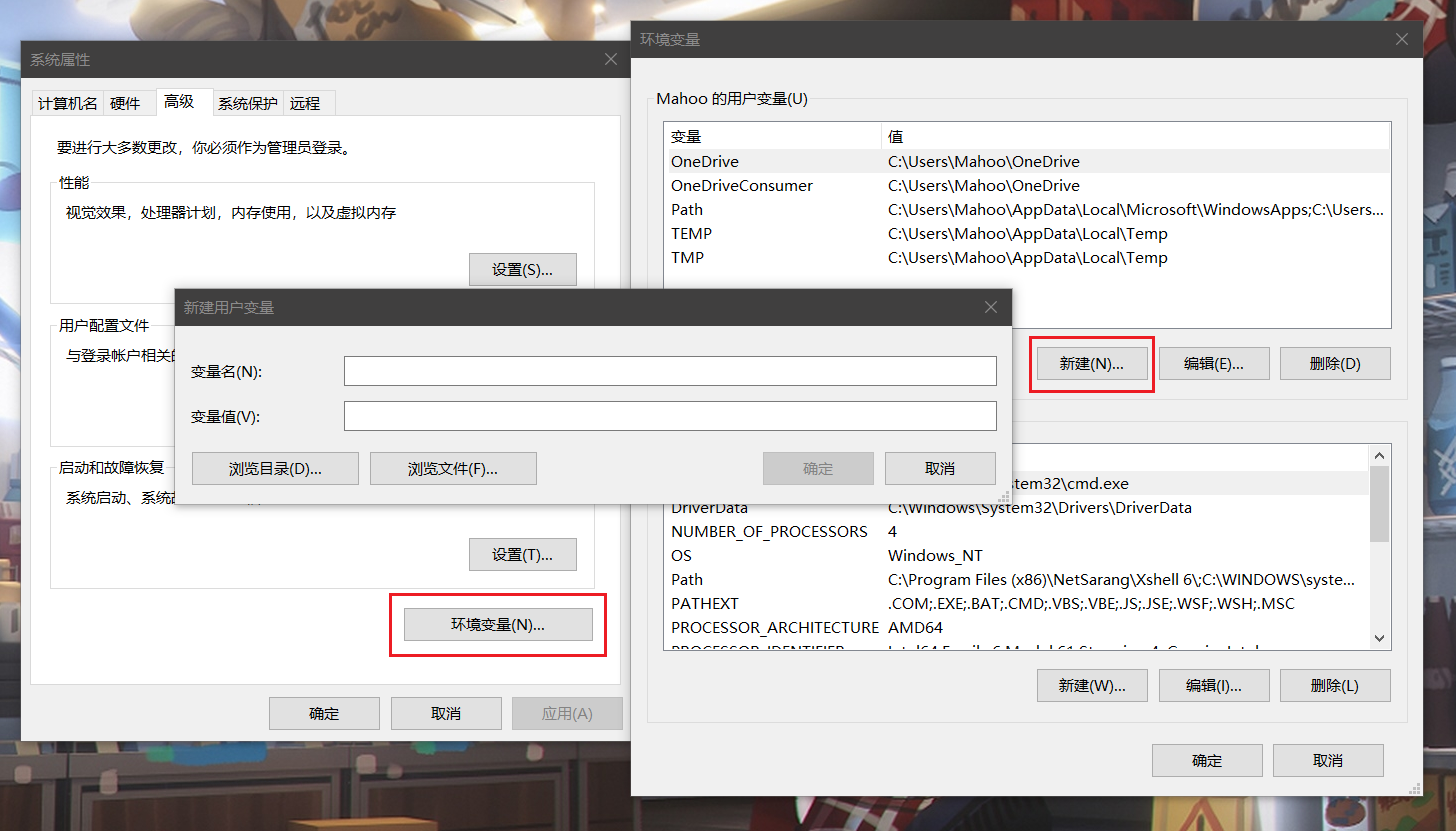 系统属性
计算机名
硬件
高级
系统保护
远程
要进行大多数更改，你必须作为管理员登录。
性能
视觉效果，处理器计划，内存使用，以及虚拟内存
设置(S)...
用户配置文件
与登录帐户相关的
启动和故障恢复
系统启动、系统
设置(T)...
环境变量(N)...
确定
取消
应用(A)
新建用户变量
变量名(N):
变量值(V):
浏览目录(D)...
浏览文件(F)...
确定
取消
环境变量
Mahoo 的用户变量(U)
变量 值
OneDrive C:\Users\Mahoo\OneDrive
OneDriveConsumer C:\Users\Mahoo\OneDrive
Path C:\Users\Mahoo\AppData\Local\Microsoft\WindowsApps;C:\Users...
TEMP C:\Users\Mahoo\AppData\Local\Temp
TMP C:\Users\Mahoo\AppData\Local\Temp
新建(N)...
编辑(E)...
删除(D)
stem32\cmd.exe
DriverData C:\Windows\System32\Drivers\DriverData
NUMBER_OF_PROCESSORS 4
OS Windows_NT
Path C:\Program Files (x86)\NetSarang\Xshell 6\;C:\WINDOWS\syste...
PATHEXT .COM;.EXE;.BAT;.CMD;.VBS;.VBE;.JS;.JSE;.WSF;.WSH;.MSC
PROCESSOR_ARCHITECTURE AMD64
新建(W)...
编辑(I)...
删除(L)
确定
取消